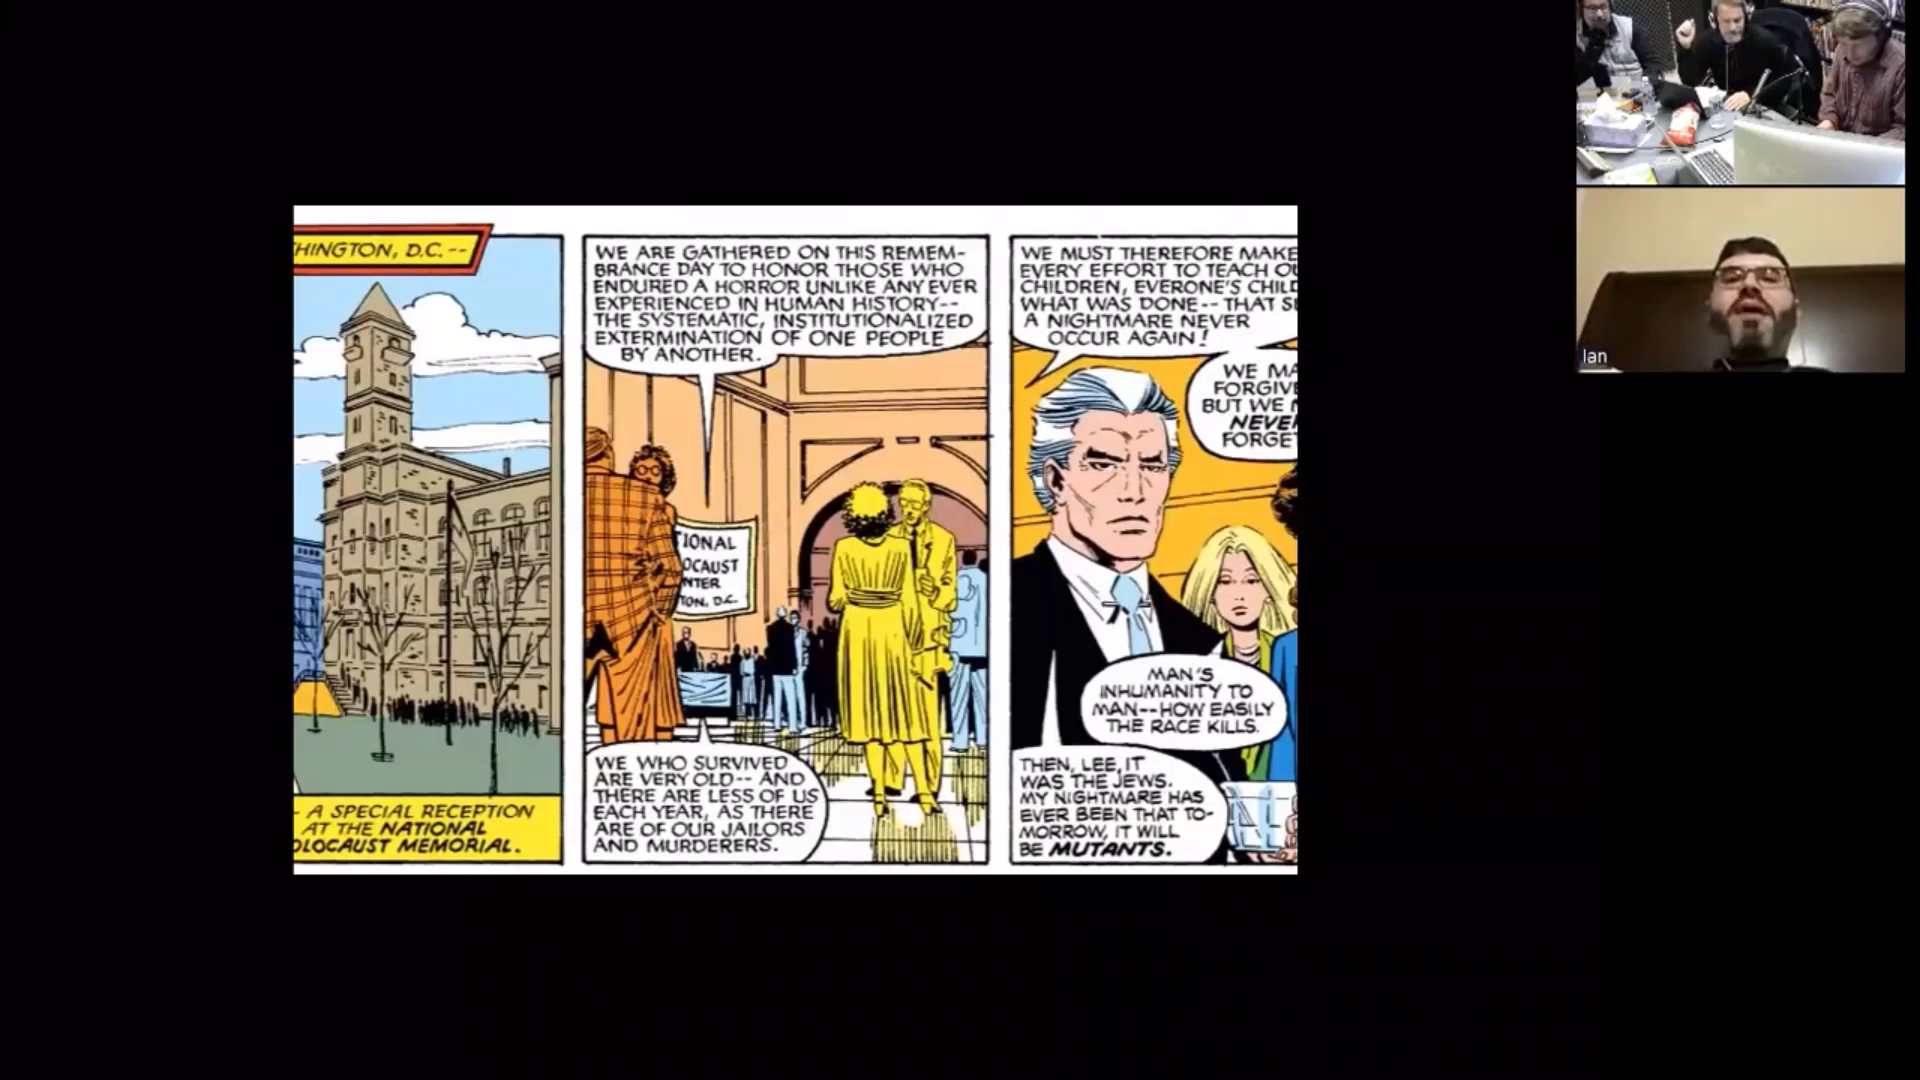 HINGTON, D.C.--
- A SPECIAL RECEPTION
AT THE NATIONAL
OLOCAUST MEMORIAL.
WE ARE GATHERED ON THIS REMEM-
BRANCE DAY TO HONOR THOSE WHO
ENDURED A HORROR UNLIKE ANY EVER
EXPERIENCED IN HUMAN HISTORY--
THE SYSTEMATIC, INSTITUTIONALIZED
EXTERMINATION OF ONE PEOPLE
BY ANOTHER.
TIONAL
OCAUST
NTER
TON, D.C.
WE WHO SURVIVED
ARE VERY OLD-- AND
THERE ARE LESS OF US
EACH YEAR, AS THERE
ARE OF OUR JAILORS
AND MURDERERS.
WE MUST THEREFORE MAKE
EVERY EFFORT TO TEACH OU
CHILDREN, EVERONE'S CHILD
WHAT WAS DONE-- THAT SU
A NIGHTMARE NEVER
OCCUR AGAIN!
WE MA
FORGIVE
BUT WE
NEVER
FORGET
MAN'S
INHUMANITY TO
MAN--HOW EASILY
THE RACE KILLS.
THEN, LEE, IT
WAS THE JEWS.
MY NIGHTMARE HAS
EVER BEEN THAT TO-
MORROW, IT WILL
BE MUTANTS.
Ian